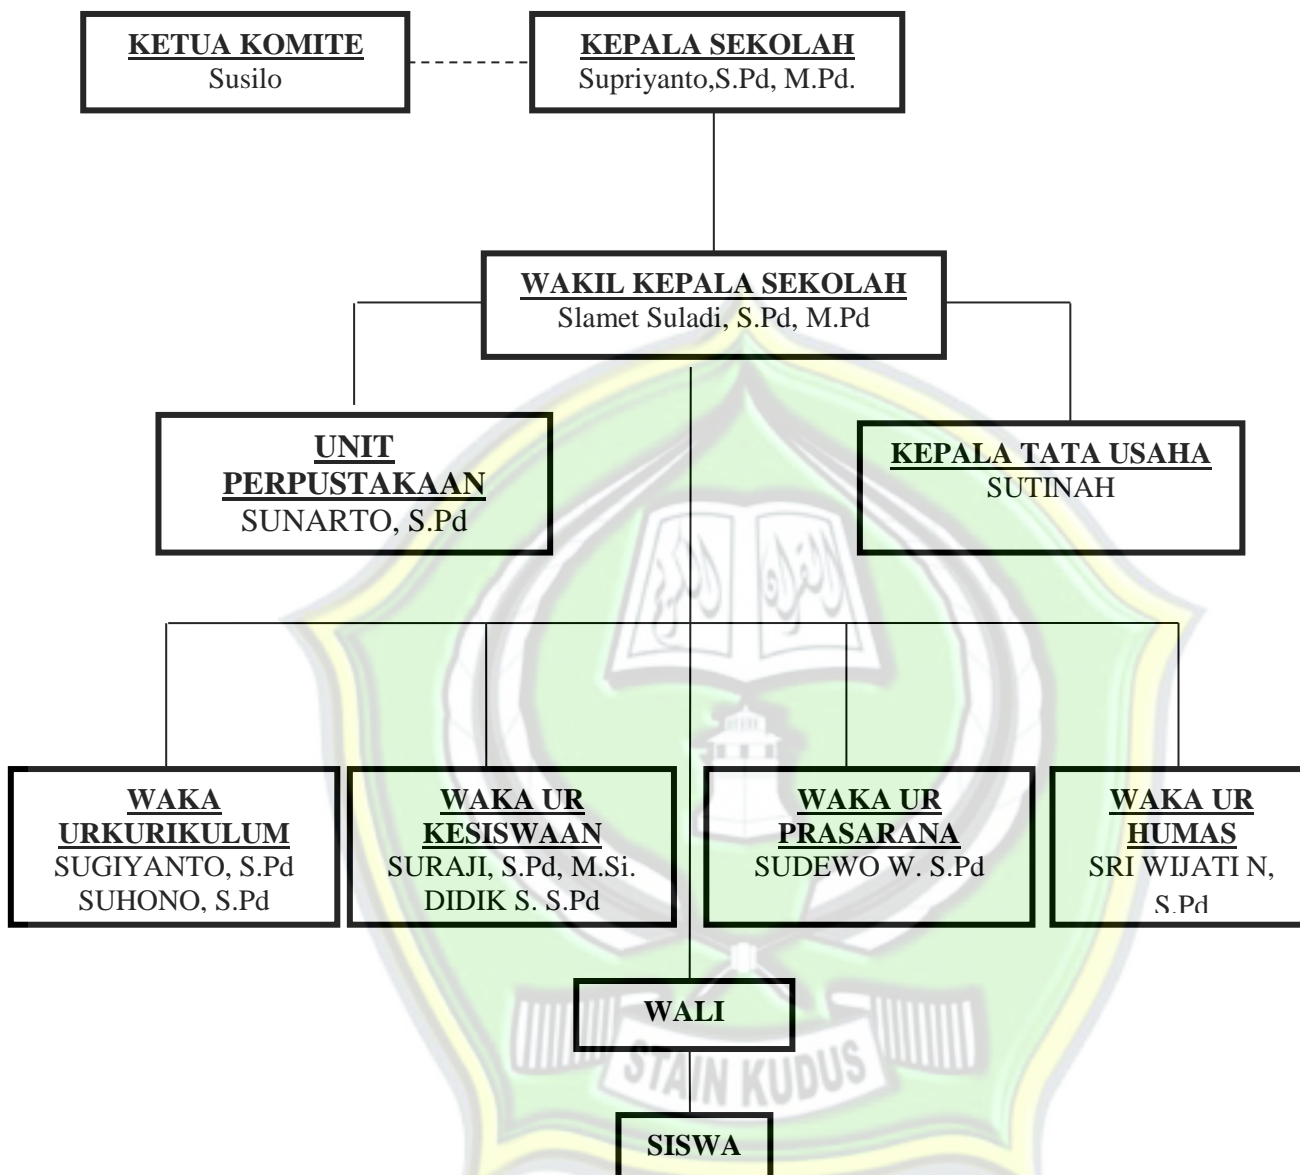 KETUA KOMITE
Susilo
KEPALA SEKOLAH
Supriyanto,S.Pd, M.Pd.
WAKIL KEPALA SEKOLAH
Slamet Suladi, S.Pd, M.Pd
UNIT
PERPUSTAKAAN
SUNARTO, S.Pd
KEPALA TATA USAHA
SUTINAH
WAKA
URKURIKULUM
SUGIYANTO, S.Pd
SUHONO, S.Pd
WAKA UR
KESISWAAN
SURAJI, S.Pd, M.Si.
DIDIK S. S.Pd
WAKA UR
PRASARANA
SUDEWO W. S.Pd
WAKA UR
HUMAS
SRI WIJATI N,
S.Pd
WALI
STAIN KUDUS
SISWA